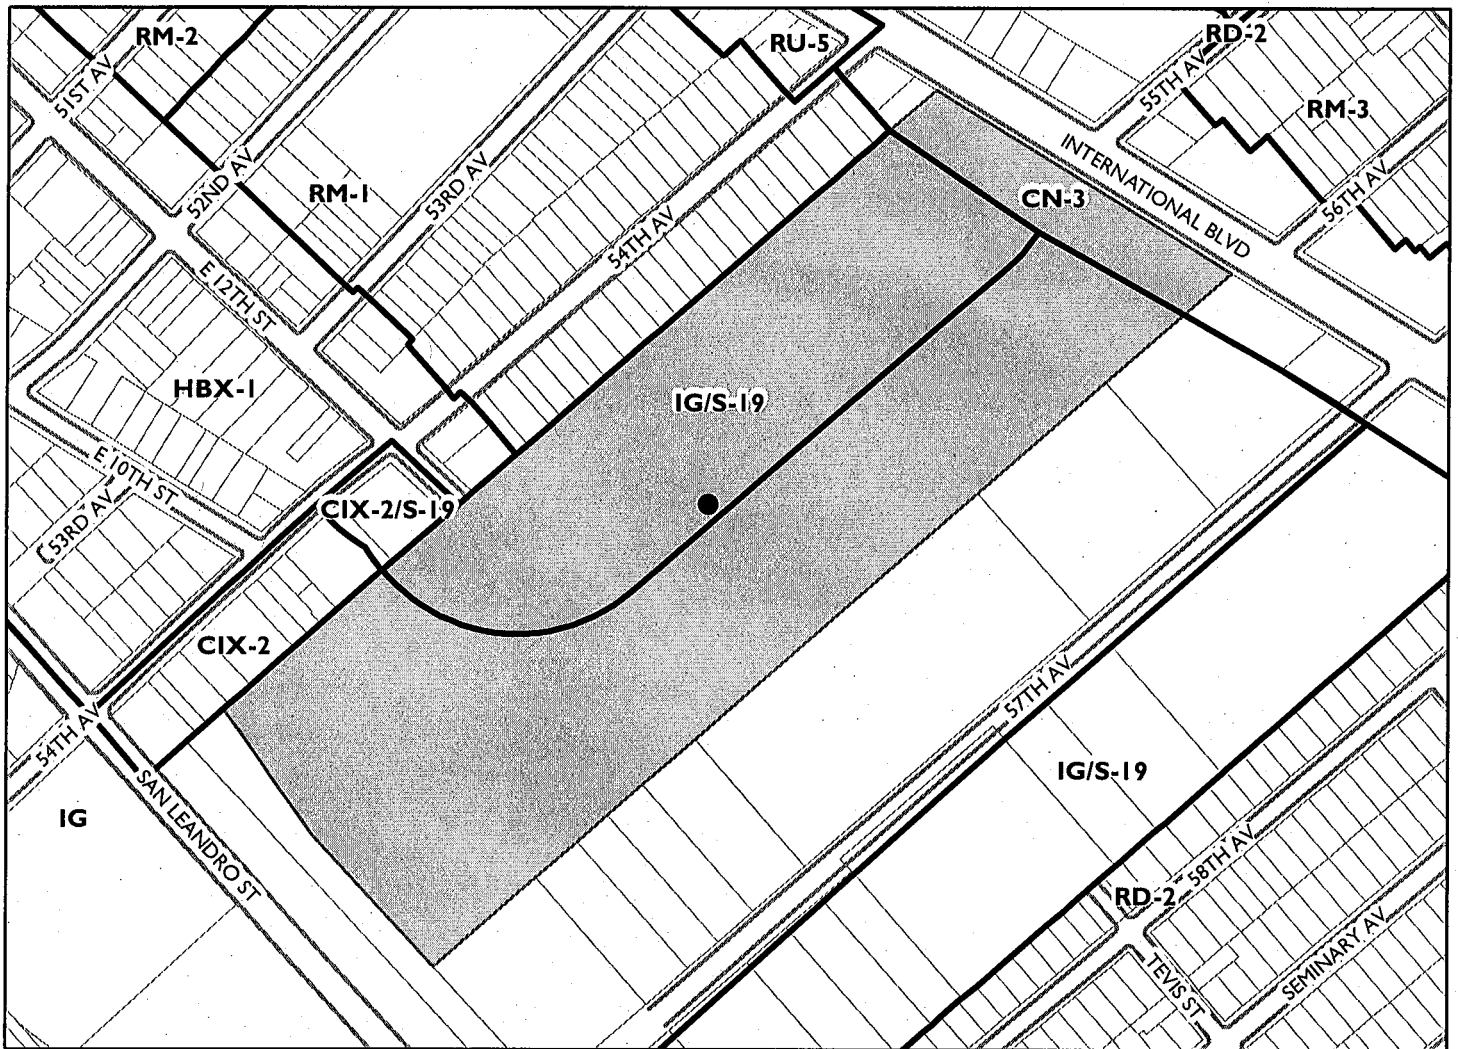 RM-2
RU-5
RD-2
51ST AV
55TH AV
RM-3
INTERNATIONAL BLVD
52ND AV
RM-1
53RD AV
CN-3
56TH AV
54TH AV
E 12TH ST
HBX-1
IG/S-19
E 10TH ST
53RD AV
CIX-2/S-19
CIX-2
57TH AV
54TH AV
IG
SAN LEANDRO ST
IG/S-19
58TH AV
RD-2
SEMINARY AV
TEVIS ST